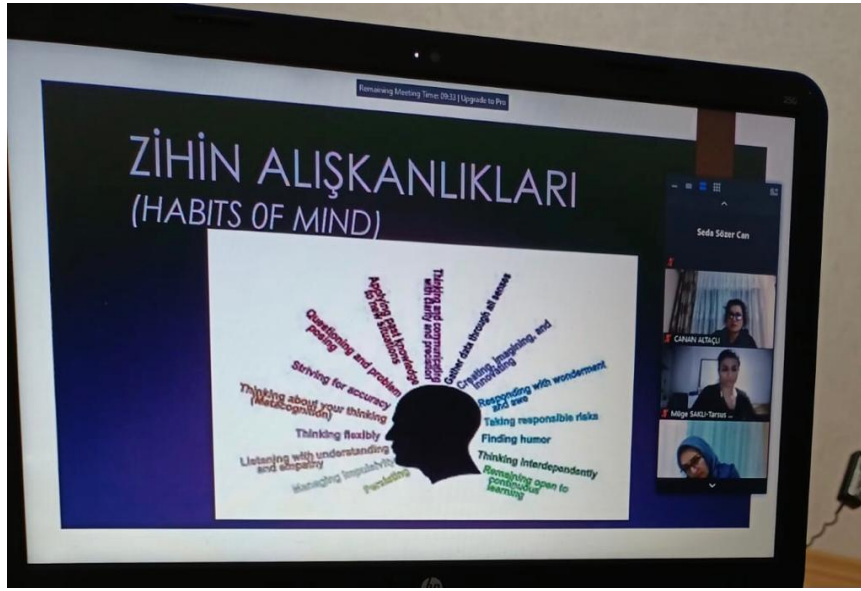 250
Remaining Meeting Time: 09:33 | Upgrade to Pro
ZİHİN ALIŞKANLIKLARI
(HABITS 0F MIND)
Persisting
Managing impulsivity
Listening with understanding
and empathy
Thinking flexibly
Thinking about your thinking
(Metacognition)
Striving for accuracy
Questioning and problem
posing
Applying past knowledge
to new situations
Thinking and communicating
with clarity and precision
Gather data through all senses
Creating, imagining, and
innovating
Responding with wonderment
and awe
Taking responsible risks
Finding humor
Thinking interdependently
Remaining open to
continuous
learning
Seda Sözer Can
CANAN ALTAÇLI
Müge SAKLI-Tarsus ...
hp